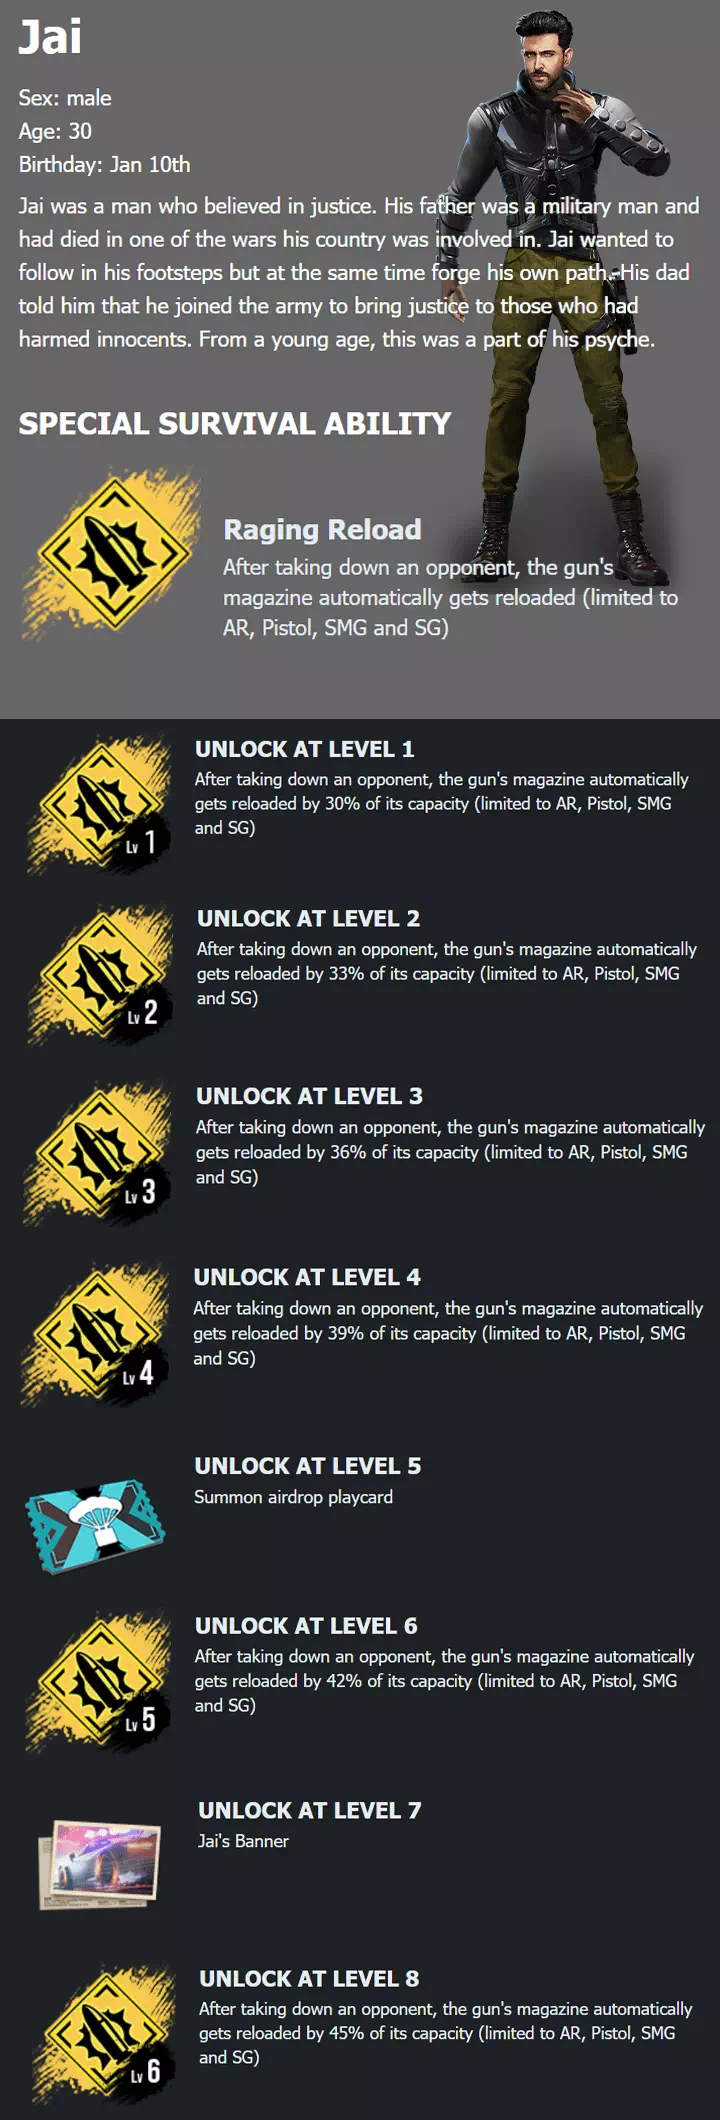 Jai
Sex: male
Age: 30
Birthday: Jan 10th
Jai was a man who believed in justice. His father was a military man and
had died in one of the wars his country was involved in. Jai wanted to
follow in his footsteps but at the same time forge his own path. His dad
told him that he joined the army to bring justice to those who had
harmed innocents. From a young age, this was a part of his psyche.
SPECIAL SURVIVAL ABILITY
Raging Reload
After taking down an opponent, the gun's
magazine automatically gets reloaded (limited to
AR, Pistol, SMG and SG)
UNLOCK AT LEVEL 1
After taking down an opponent, the gun's magazine automatically
gets reloaded by 30% of its capacity (limited to AR, Pistol, SMG
and SG)
Lv 1
UNLOCK AT LEVEL 2
After taking down an opponent, the gun's magazine automatically
gets reloaded by 33% of its capacity (limited to AR, Pistol, SMG
and SG)
Lv 2
UNLOCK AT LEVEL 3
After taking down an opponent, the gun's magazine automatically
gets reloaded by 36% of its capacity (limited to AR, Pistol, SMG
and SG)
Lv 3
UNLOCK AT LEVEL 4
After taking down an opponent, the gun's magazine automatically
gets reloaded by 39% of its capacity (limited to AR, Pistol, SMG
and SG)
Lv 4
UNLOCK AT LEVEL 5
Summon airdrop playcard
UNLOCK AT LEVEL 6
After taking down an opponent, the gun's magazine automatically
gets reloaded by 42% of its capacity (limited to AR, Pistol, SMG
and SG)
Lv 5
UNLOCK AT LEVEL 7
Jai's Banner
UNLOCK AT LEVEL 8
After taking down an opponent, the gun's magazine automatically
gets reloaded by 45% of its capacity (limited to AR, Pistol, SMG
and SG)
Lv 6